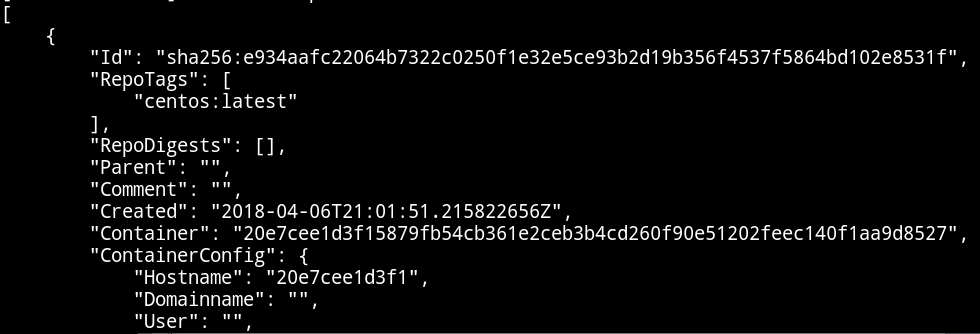 [
    {
        "Id": "sha256:e934aafc22064b7322c0250f1e32e5ce93b2d19b356f4537f5864bd102e8531f",
        "RepoTags": [
            "centos:latest"
        ],
        "RepoDigests": [],
        "Parent": "",
        "Comment": "",
        "Created": "2018-04-06T21:01:51.215822656Z",
        "Container": "20e7cee1d3f15879fb54cb361e2ceb3b4cd260f90e51202feec140f1aa9d8527",
        "ContainerConfig": {
            "Hostname": "20e7cee1d3f1",
            "Domainname": "",
            "User": "",